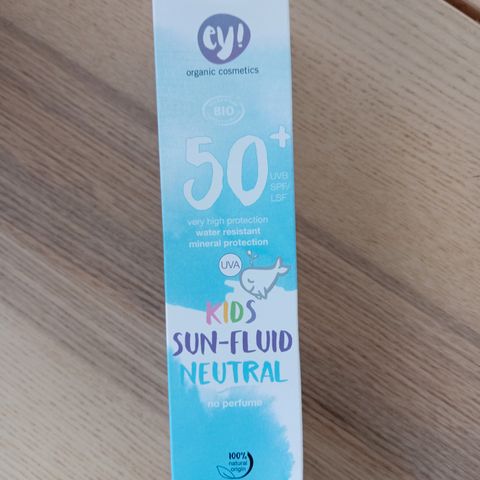 ey!
organic cosmetics
BIO
50+
UVB
SPF/
LSF
very high protection
water resistant
mineral protection
UVA
KIDS
SUN-FLUID
NEUTRAL
no perfume
100%
natural
origin